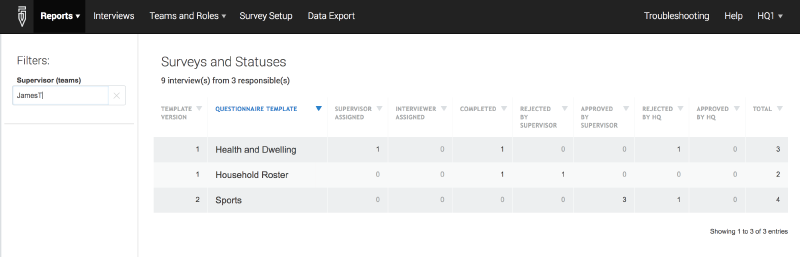 Reports Interviews Teams and Roles Survey Setup Data Export Troubleshooting Help HQ1
Filters:
Supervisor (teams)
JamesT
Surveys and Statuses
9 interview(s) from 3 responsible(s)
TEMPLATE VERSION QUESTIONNAIRE TEMPLATE SUPERVISOR ASSIGNED INTERVIEWER ASSIGNED COMPLETED REJECTED BY SUPERVISOR APPROVED BY SUPERVISOR REJECTED BY HQ APPROVED BY HQ TOTAL
1 Health and Dwelling 1 0 1 0 0 1 0 3
1 Household Roster 0 0 1 1 0 0 0 2
2 Sports 0 0 0 0 3 1 0 4
Showing 1 to 3 of 3 entries